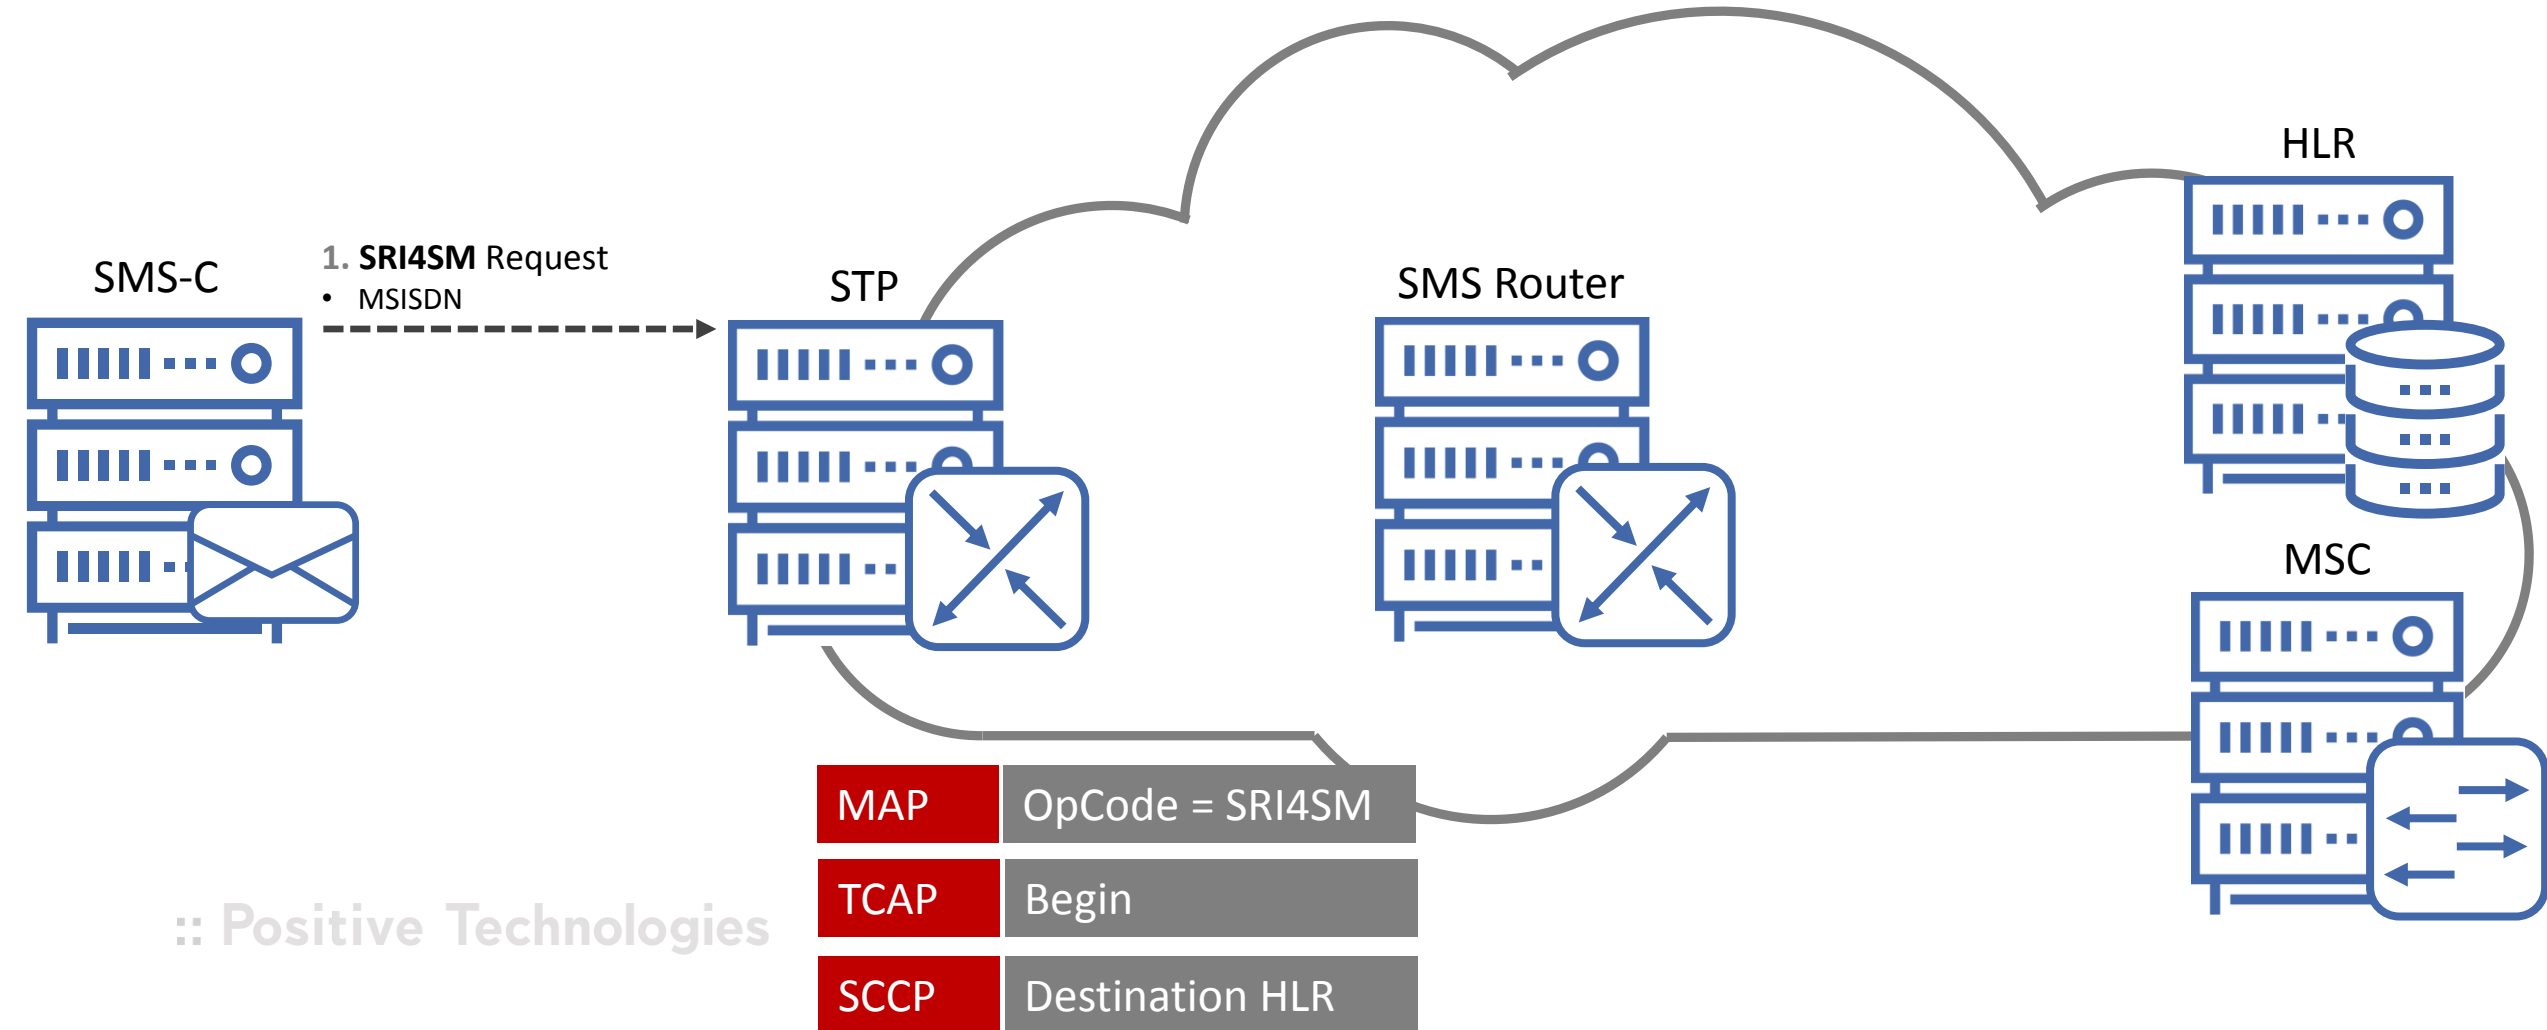 HLR
SMS-C
1. SRI4SM Request
• MSISDN
STP
SMS Router
MSC
MAP OpCode = SRI4SM
TCAP Begin
:: Positive Technologies
SCCP Destination HLR